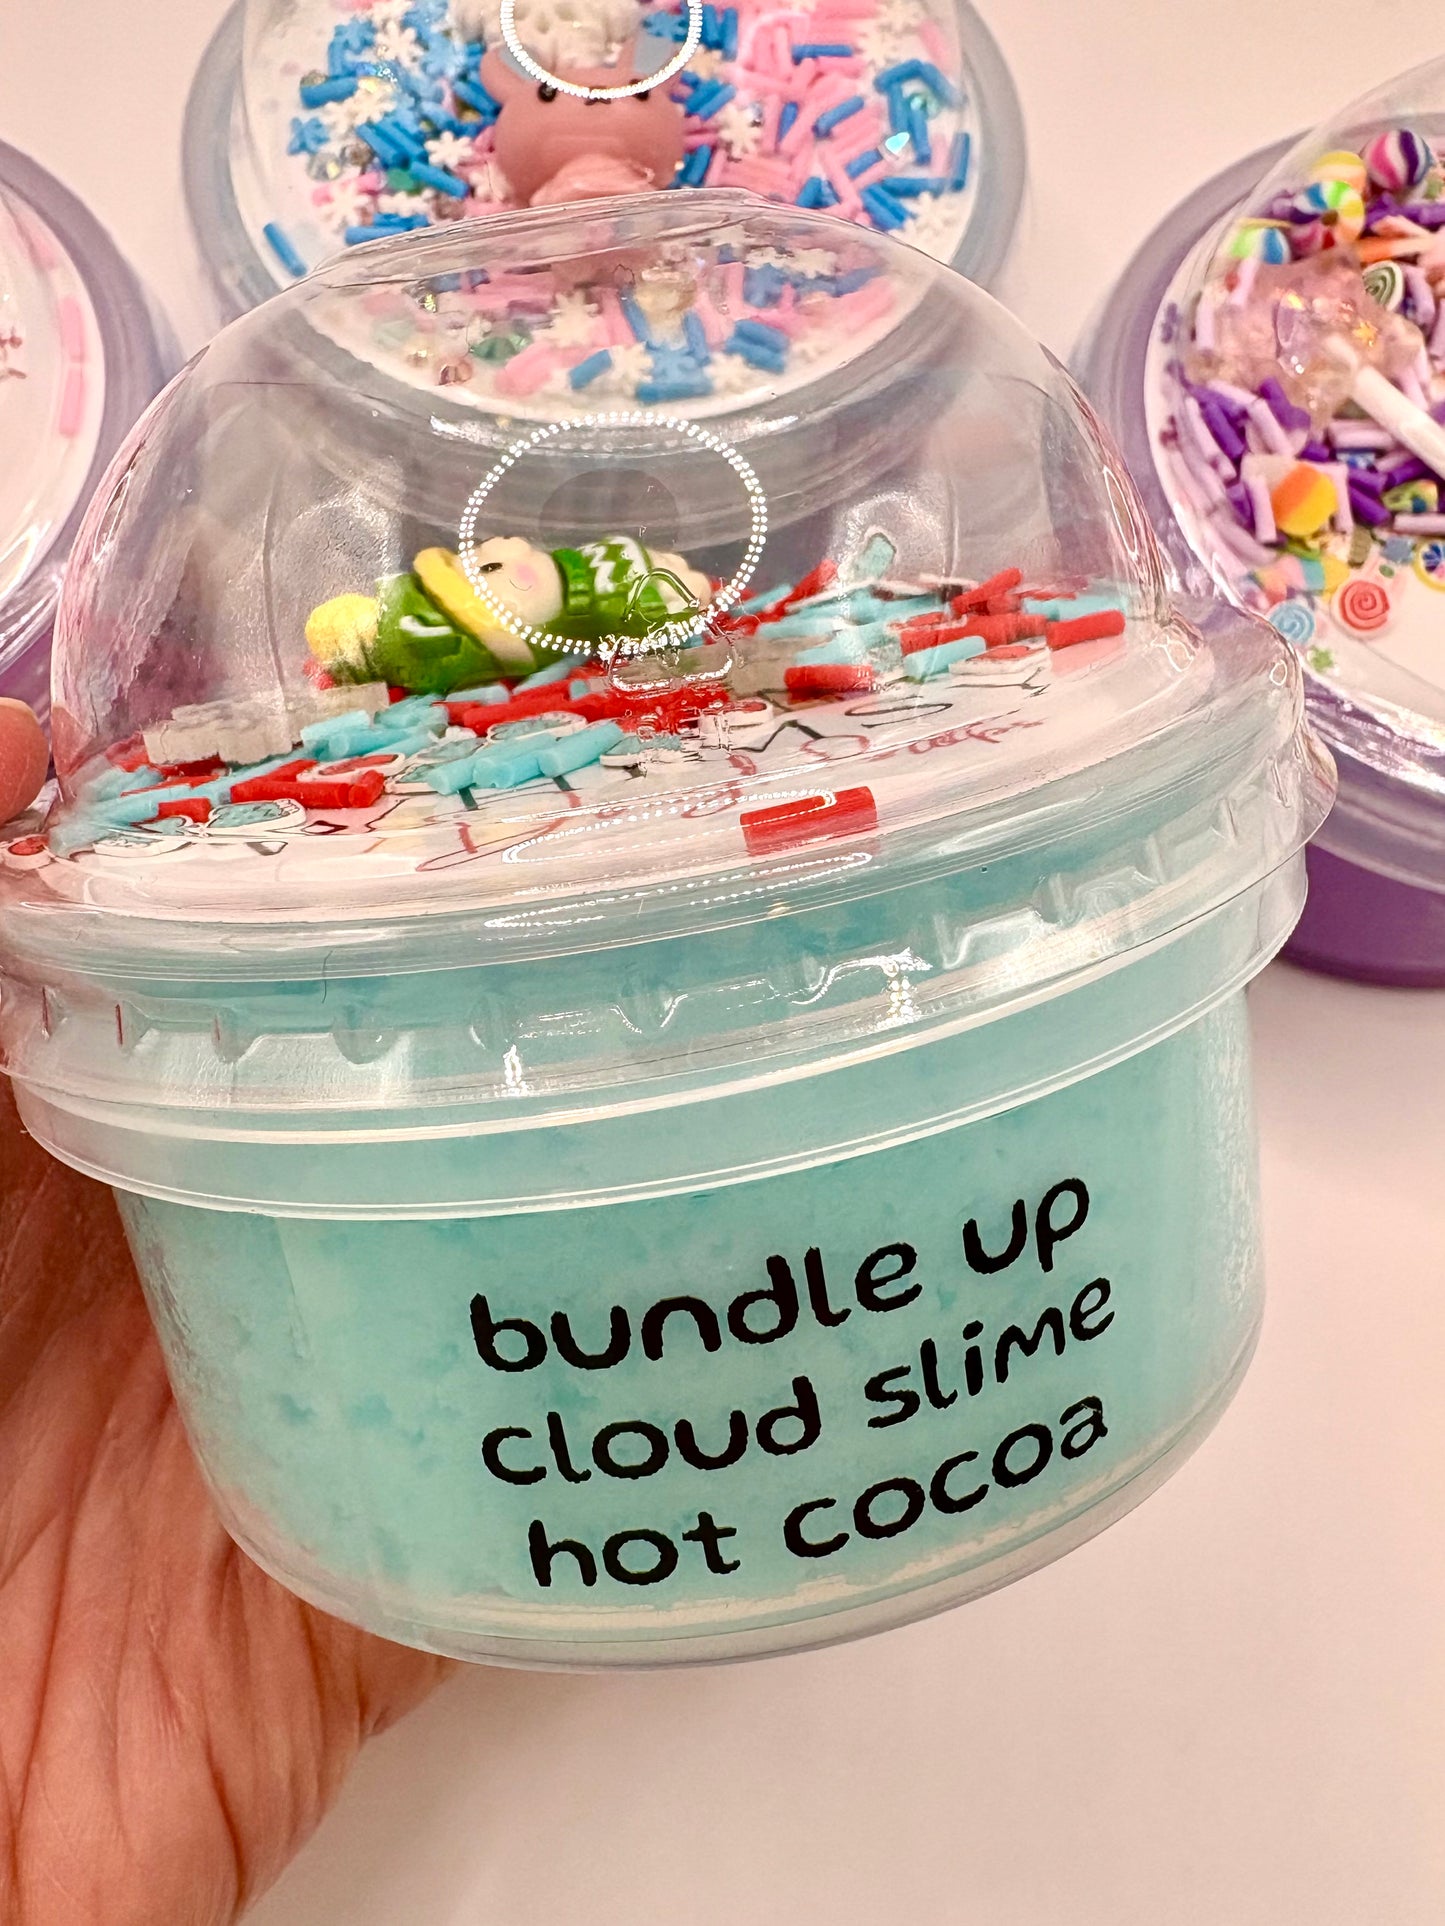 bundle up
cloud slime
hot cocoa